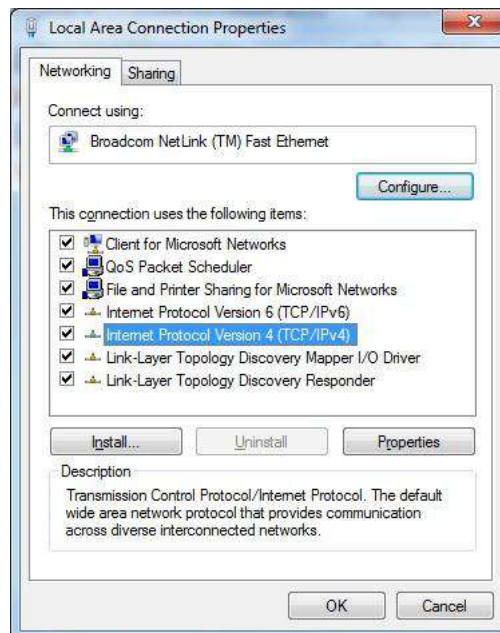 Local Area Connection Properties
Networking
Sharing
Connect using:
Broadcom NetLink (TM) Fast Ethernet
Configure...
This connection uses the following items:
Client for Microsoft Networks
QoS Packet Scheduler
File and Printer Sharing for Microsoft Networks
Internet Protocol Version 6 (TCP/IPv6)
Internet Protocol Version 4 (TCP/IPv4)
Link-Layer Topology Discovery Mapper I/O Driver
Link-Layer Topology Discovery Responder
Install...
Uninstall
Properties
Description
Transmission Control Protocol/Internet Protocol. The default
wide area network protocol that provides communication
across diverse interconnected networks.
OK
Cancel